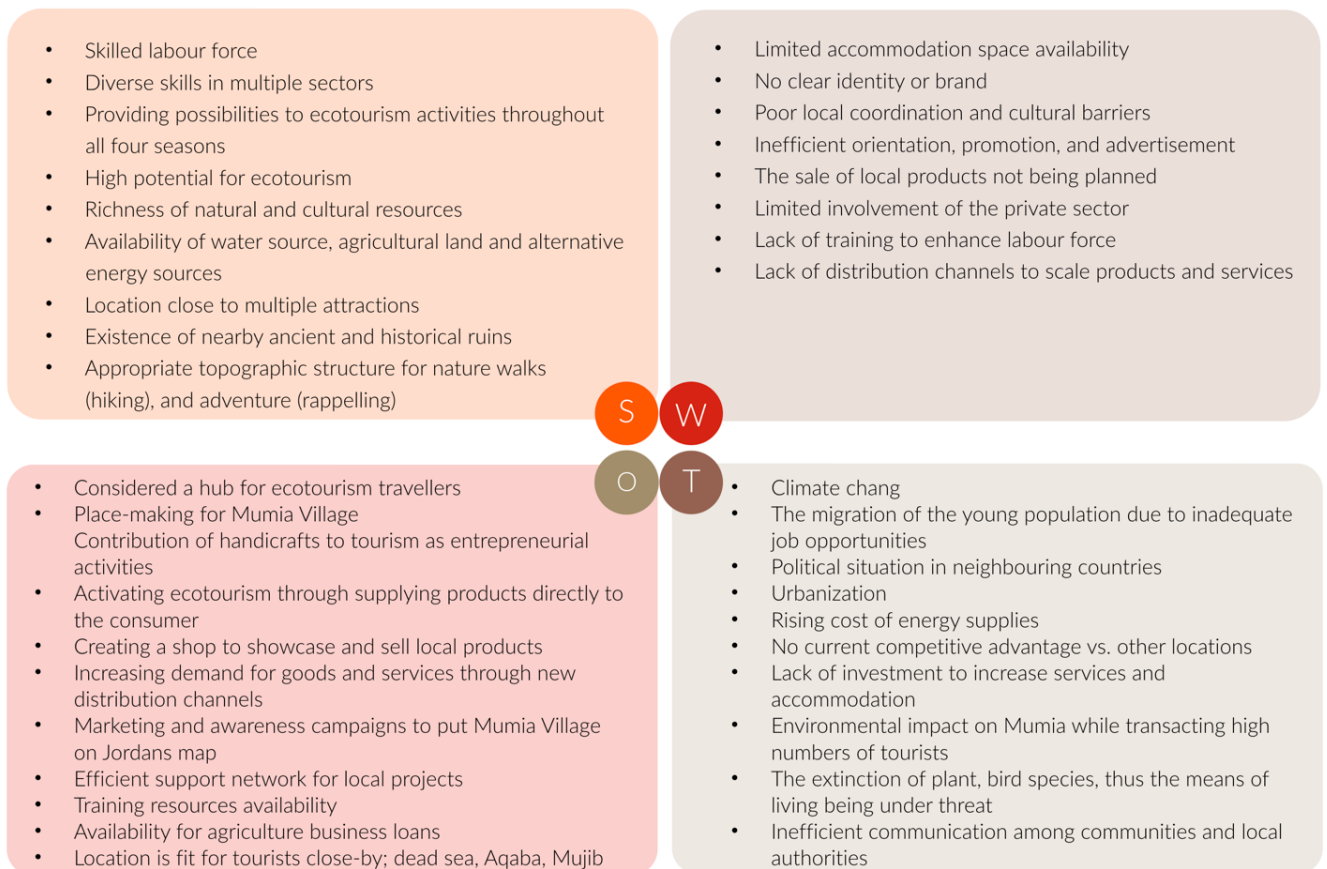 • Skilled labour force
• Diverse skills in multiple sectors
• Providing possibilities to ecotourism activities throughout
all four seasons
• High potential for ecotourism
• Richness of natural and cultural resources
• Availability of water source, agricultural land and alternative
energy sources
• Location close to multiple attractions
• Existence of nearby ancient and historical ruins
• Appropriate topographic structure for nature walks
(hiking), and adventure (rappelling)
• Limited accommodation space availability
• No clear identity or brand
• Poor local coordination and cultural barriers
• Inefficient orientation, promotion, and advertisement
• The sale of local products not being planned
• Limited involvement of the private sector
• Lack of training to enhance labour force
• Lack of distribution channels to scale products and services
S
W
O
T
• Considered a hub for ecotourism travellers
• Place-making for Mumia Village
Contribution of handicrafts to tourism as entrepreneurial
activities
• Activating ecotourism through supplying products directly to
the consumer
• Creating a shop to showcase and sell local products
• Increasing demand for goods and services through new
distribution channels
• Marketing and awareness campaigns to put Mumia Village
on Jordans map
• Efficient support network for local projects
• Training resources availability
• Availability for agriculture business loans
• Location is fit for tourists close-by; dead sea, Aqaba, Mujib
• Climate chang
• The migration of the young population due to inadequate
job opportunities
• Political situation in neighbouring countries
• Urbanization
• Rising cost of energy supplies
• No current competitive advantage vs. other locations
• Lack of investment to increase services and
accommodation
• Environmental impact on Mumia while transacting high
numbers of tourists
• The extinction of plant, bird species, thus the means of
living being under threat
• Inefficient communication among communities and local
authorities